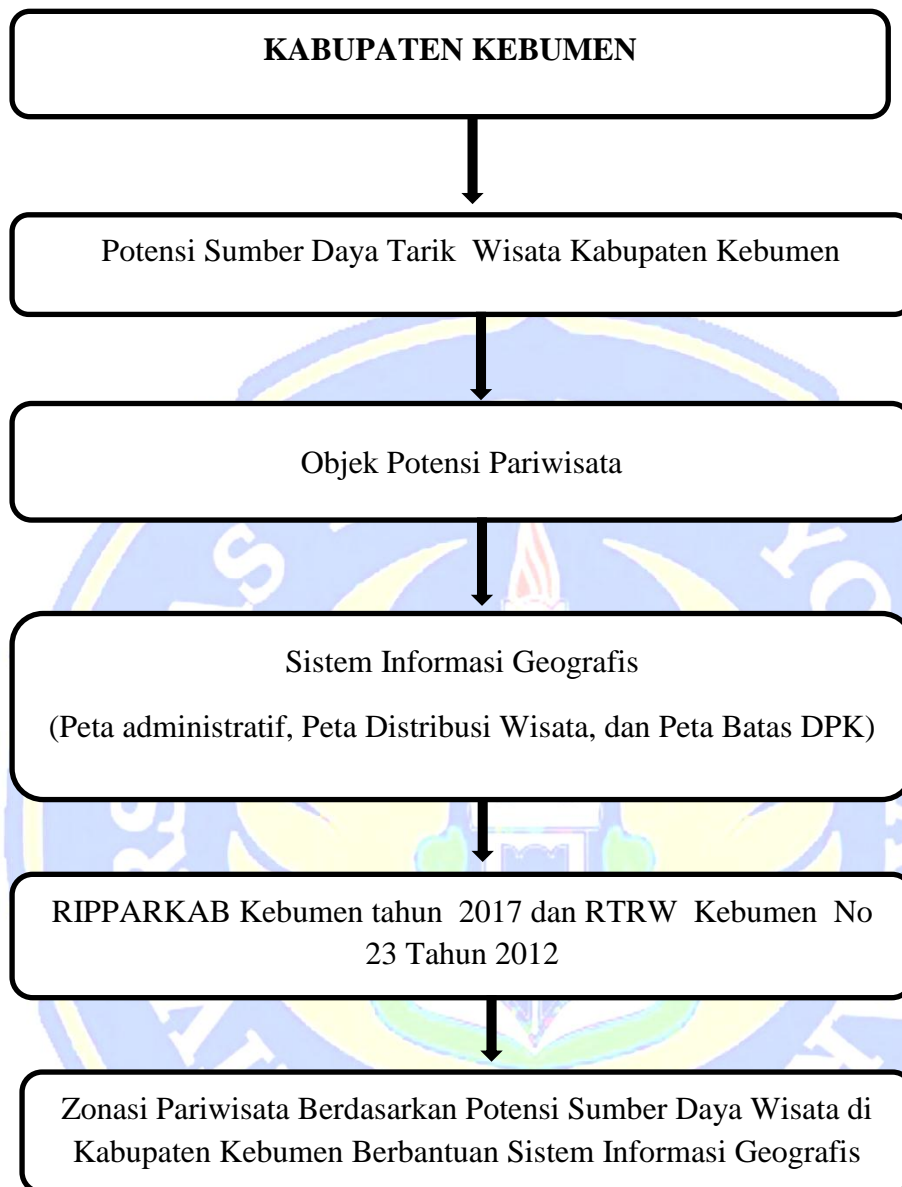 KABUPATEN KEBUMEN
Potensi Sumber Daya Tarik Wisata Kabupaten Kebumen
Objek Potensi Pariwisata
Sistem Informasi Geografis
(Peta administratif, Peta Distribusi Wisata, dan Peta Batas DPK)
RIPPARKAB Kebumen tahun 2017 dan RTRW Kebumen No
23 Tahun 2012
Zonasi Pariwisata Berdasarkan Potensi Sumber Daya Wisata di
Kabupaten Kebumen Berbantuan Sistem Informasi Geografis